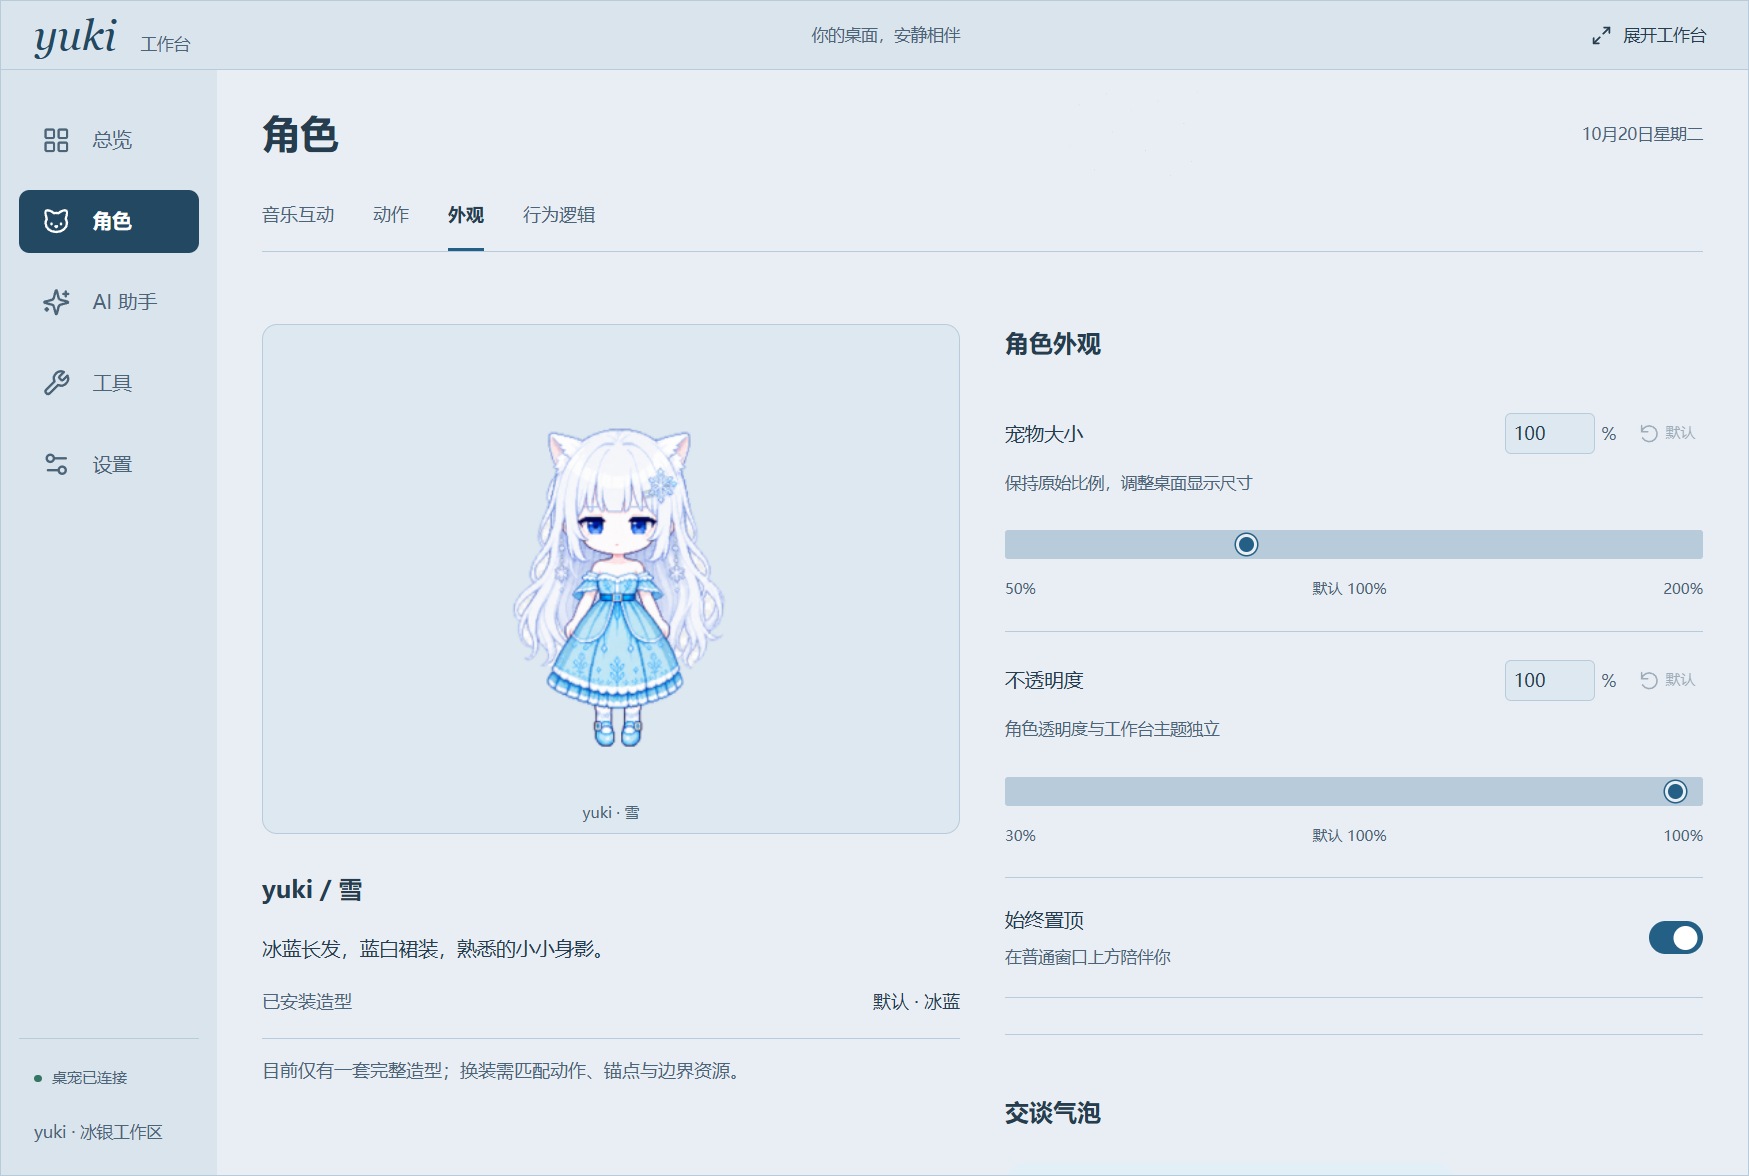 yuki 工作台
你的桌面，安静相伴
展开工作台
总览
角色
AI 助手
工具
设置
桌宠已连接
yuki · 冰银工作区
角色
10月20日星期二
音乐互动 动作 外观 行为逻辑
yuki · 雪
yuki / 雪
冰蓝长发，蓝白裙装，熟悉的小小身影。
已安装造型 默认 · 冰蓝
目前仅有一套完整造型；换装需匹配动作、锚点与边界资源。
角色外观
宠物大小 100 % 默认
保持原始比例，调整桌面显示尺寸
50% 默认 100% 200%
不透明度 100 % 默认
角色透明度与工作台主题独立
30% 默认 100% 100%
始终置顶
在普通窗口上方陪伴你
交谈气泡